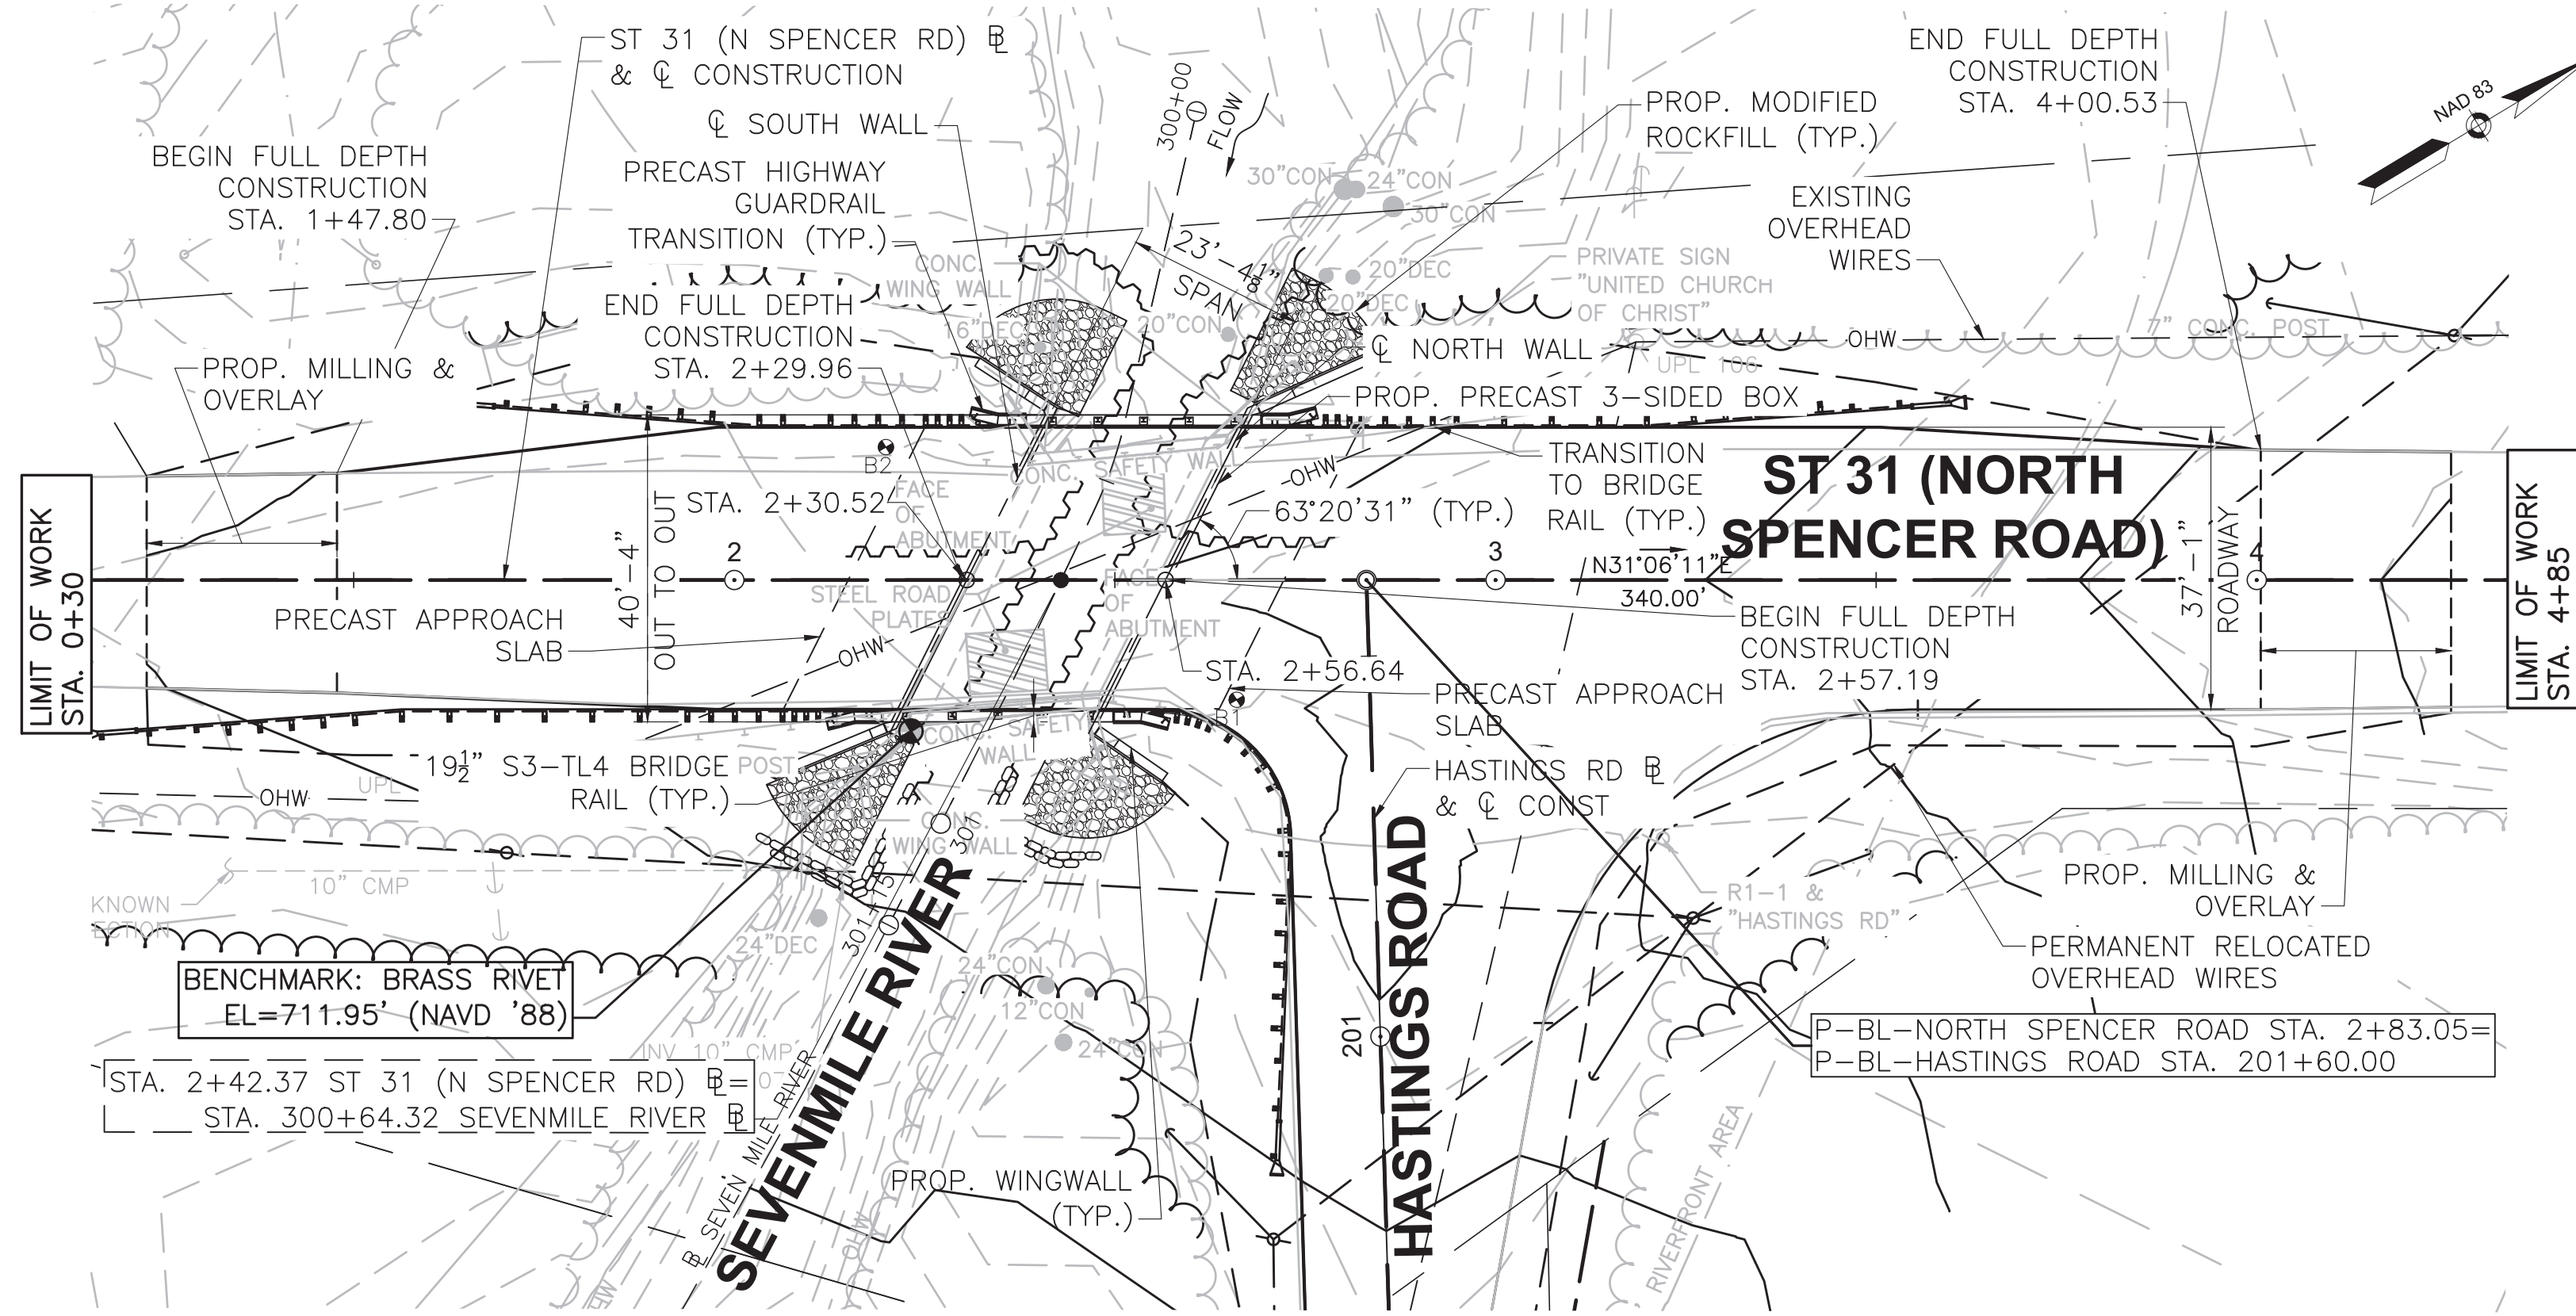 ST 31 (N SPENCER RD) ℄
& ℄ CONSTRUCTION
℄ SOUTH WALL
PRECAST HIGHWAY
GUARDRAIL
TRANSITION (TYP.)
BEGIN FULL DEPTH
CONSTRUCTION
STA. 1+47.80
END FULL DEPTH
CONSTRUCTION
STA. 2+29.96
PROP. MILLING &
OVERLAY
300+00
FLOW
23'-4⅛"
SPAN
30"CON
24"CON
30"CON
20"DEC
20"DEC
20"CON
16"DEC
CONC.
WING WALL
PROP. MODIFIED
ROCKFILL (TYP.)
END FULL DEPTH
CONSTRUCTION
STA. 4+00.53
NAD 83
EXISTING
OVERHEAD
WIRES
PRIVATE SIGN
"UNITED CHURCH
OF CHRIST"
7" CONC. POST
OHW
UPL 106
℄ NORTH WALL
PROP. PRECAST 3-SIDED BOX
TRANSITION
TO BRIDGE
RAIL (TYP.)
ST 31 (NORTH
SPENCER ROAD)
B2
CONC. SAFETY WALL
OHW
STA. 2+30.52
FACE
OF
ABUTMENT
63°20'31" (TYP.)
LIMIT OF WORK
STA. 0+30
40'-4"
OUT TO OUT
2
3
4
N31°06'11"E
340.00'
37'-1"
ROADWAY
LIMIT OF WORK
STA. 4+85
PRECAST APPROACH
SLAB
STEEL ROAD
PLATES
OHW
FACE
OF
ABUTMENT
STA. 2+56.64
BEGIN FULL DEPTH
CONSTRUCTION
STA. 2+57.19
PRECAST APPROACH
SLAB
B1
CONC. SAFETY
WALL
19½" S3-TL4 BRIDGE
RAIL (TYP.)
POST
UPL
OHW
HASTINGS RD ℄
& ℄ CONST
CONC.
WING WALL
301
301+15
10" CMP
KNOWN
ECTION
24"DEC
24"CON
12"CON
24"CON
R1-1 &
"HASTINGS RD"
PROP. MILLING &
OVERLAY
PERMANENT RELOCATED
OVERHEAD WIRES
BENCHMARK: BRASS RIVET
EL=711.95' (NAVD '88)
INV 10" CMP
STA. 2+42.37 ST 31 (N SPENCER RD) ℄=
STA. 300+64.32 SEVENMILE RIVER ℄
℄ SEVEN MILE RIVER
SEVENMILE RIVER
OHW
PROP. WINGWALL
(TYP.)
201
HASTINGS ROAD
P-BL-NORTH SPENCER ROAD STA. 2+83.05=
P-BL-HASTINGS ROAD STA. 201+60.00
RIVERFRONT AREA